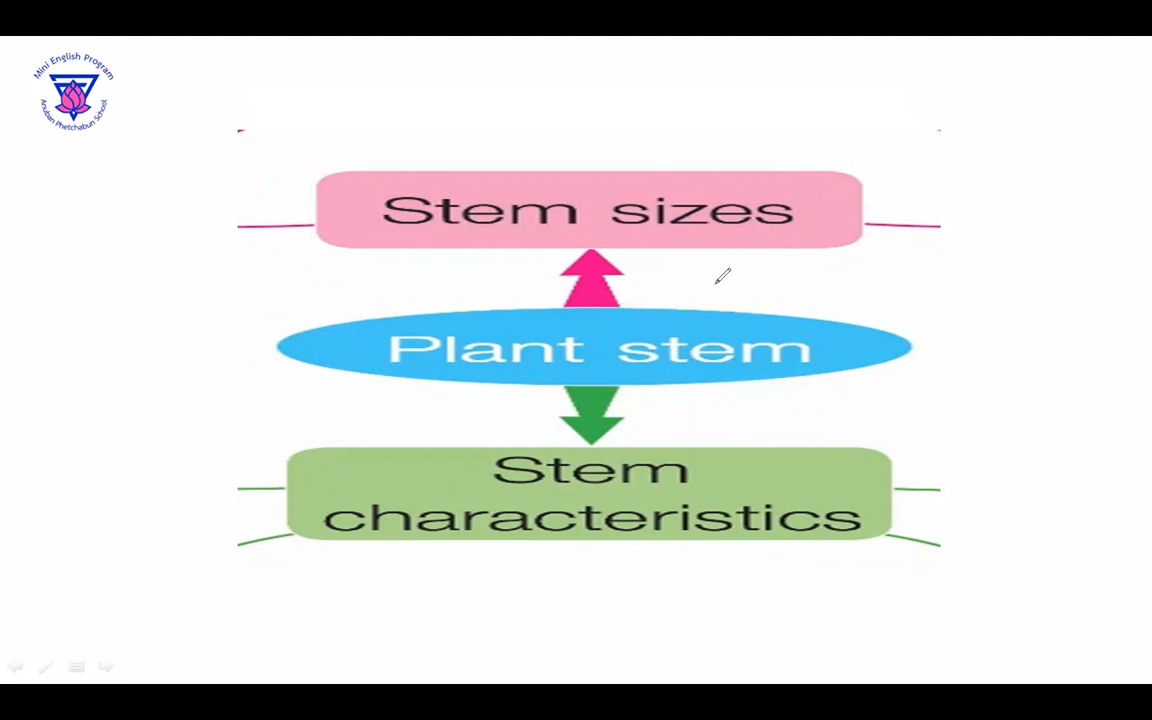 Mini English Program
Anuban Phetchabun School
Stem sizes
Plant stem
Stem
characteristics